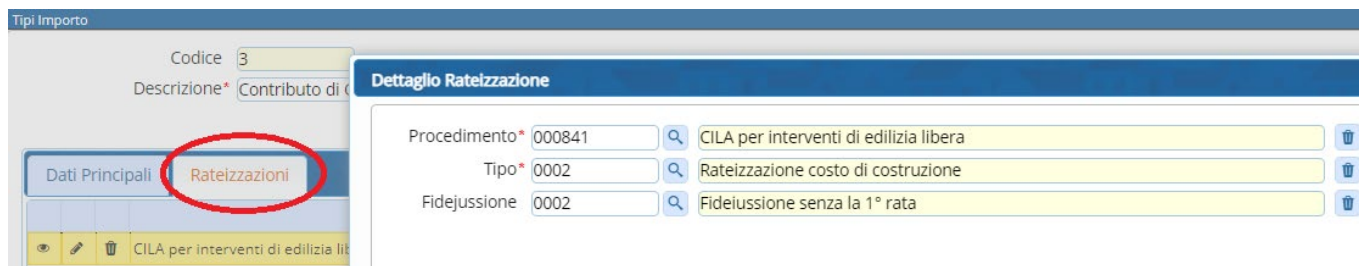 Tipi Importo
Codice 3
Descrizione* Contributo di
Dettaglio Rateizzazione
Procedimento* 000841 CILA per interventi di edilizia libera
Tipo* 0002 Rateizzazione costo di costruzione
Fidejussione 0002 Fideiussione senza la 1° rata
Dati Principali Rateizzazioni
CILA per interventi di edilizia